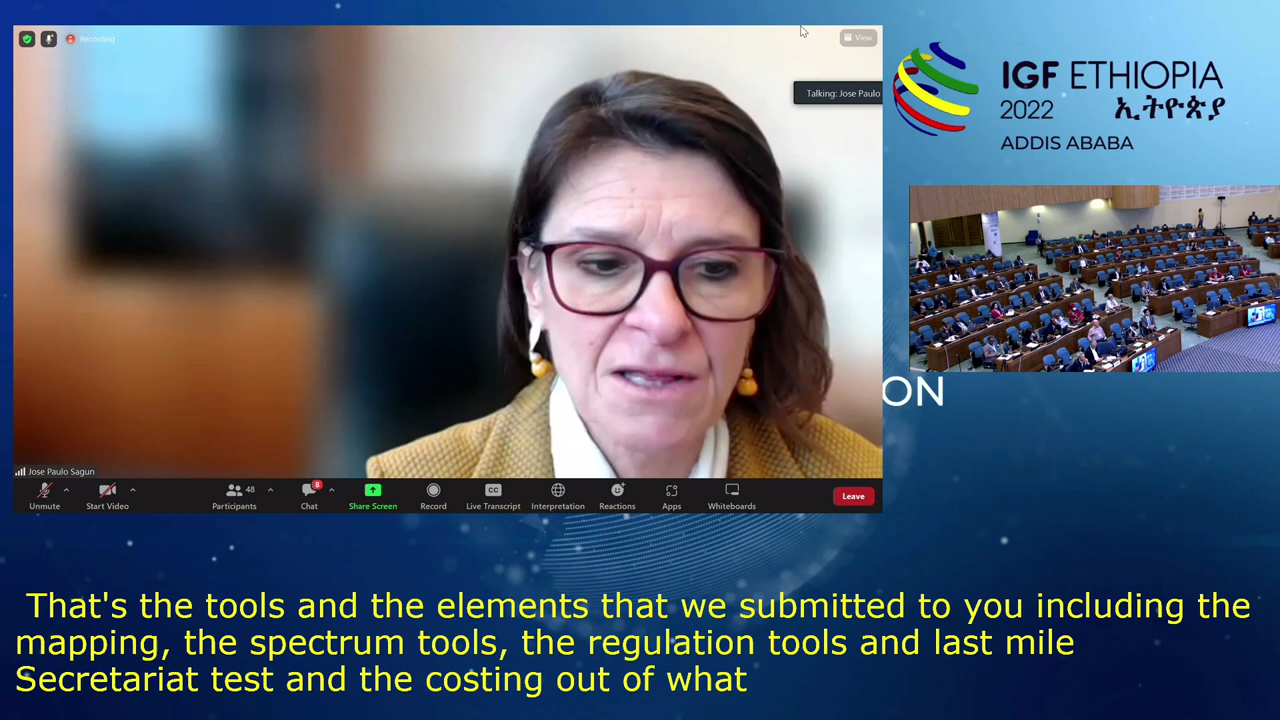 Recording
View
Talking: Jose Paulo
IGF ETHIOPIA
2022 ኢትዮጵያ
ADDIS ABABA
ON
Jose Paulo Sagun
Unmute
Start Video
48
Participants
8
Chat
Share Screen
Record
CC
Live Transcript
Interpretation
Reactions
Apps
Whiteboards
Leave
That's the tools and the elements that we submitted to you including the
mapping, the spectrum tools, the regulation tools and last mile
Secretariat test and the costing out of what